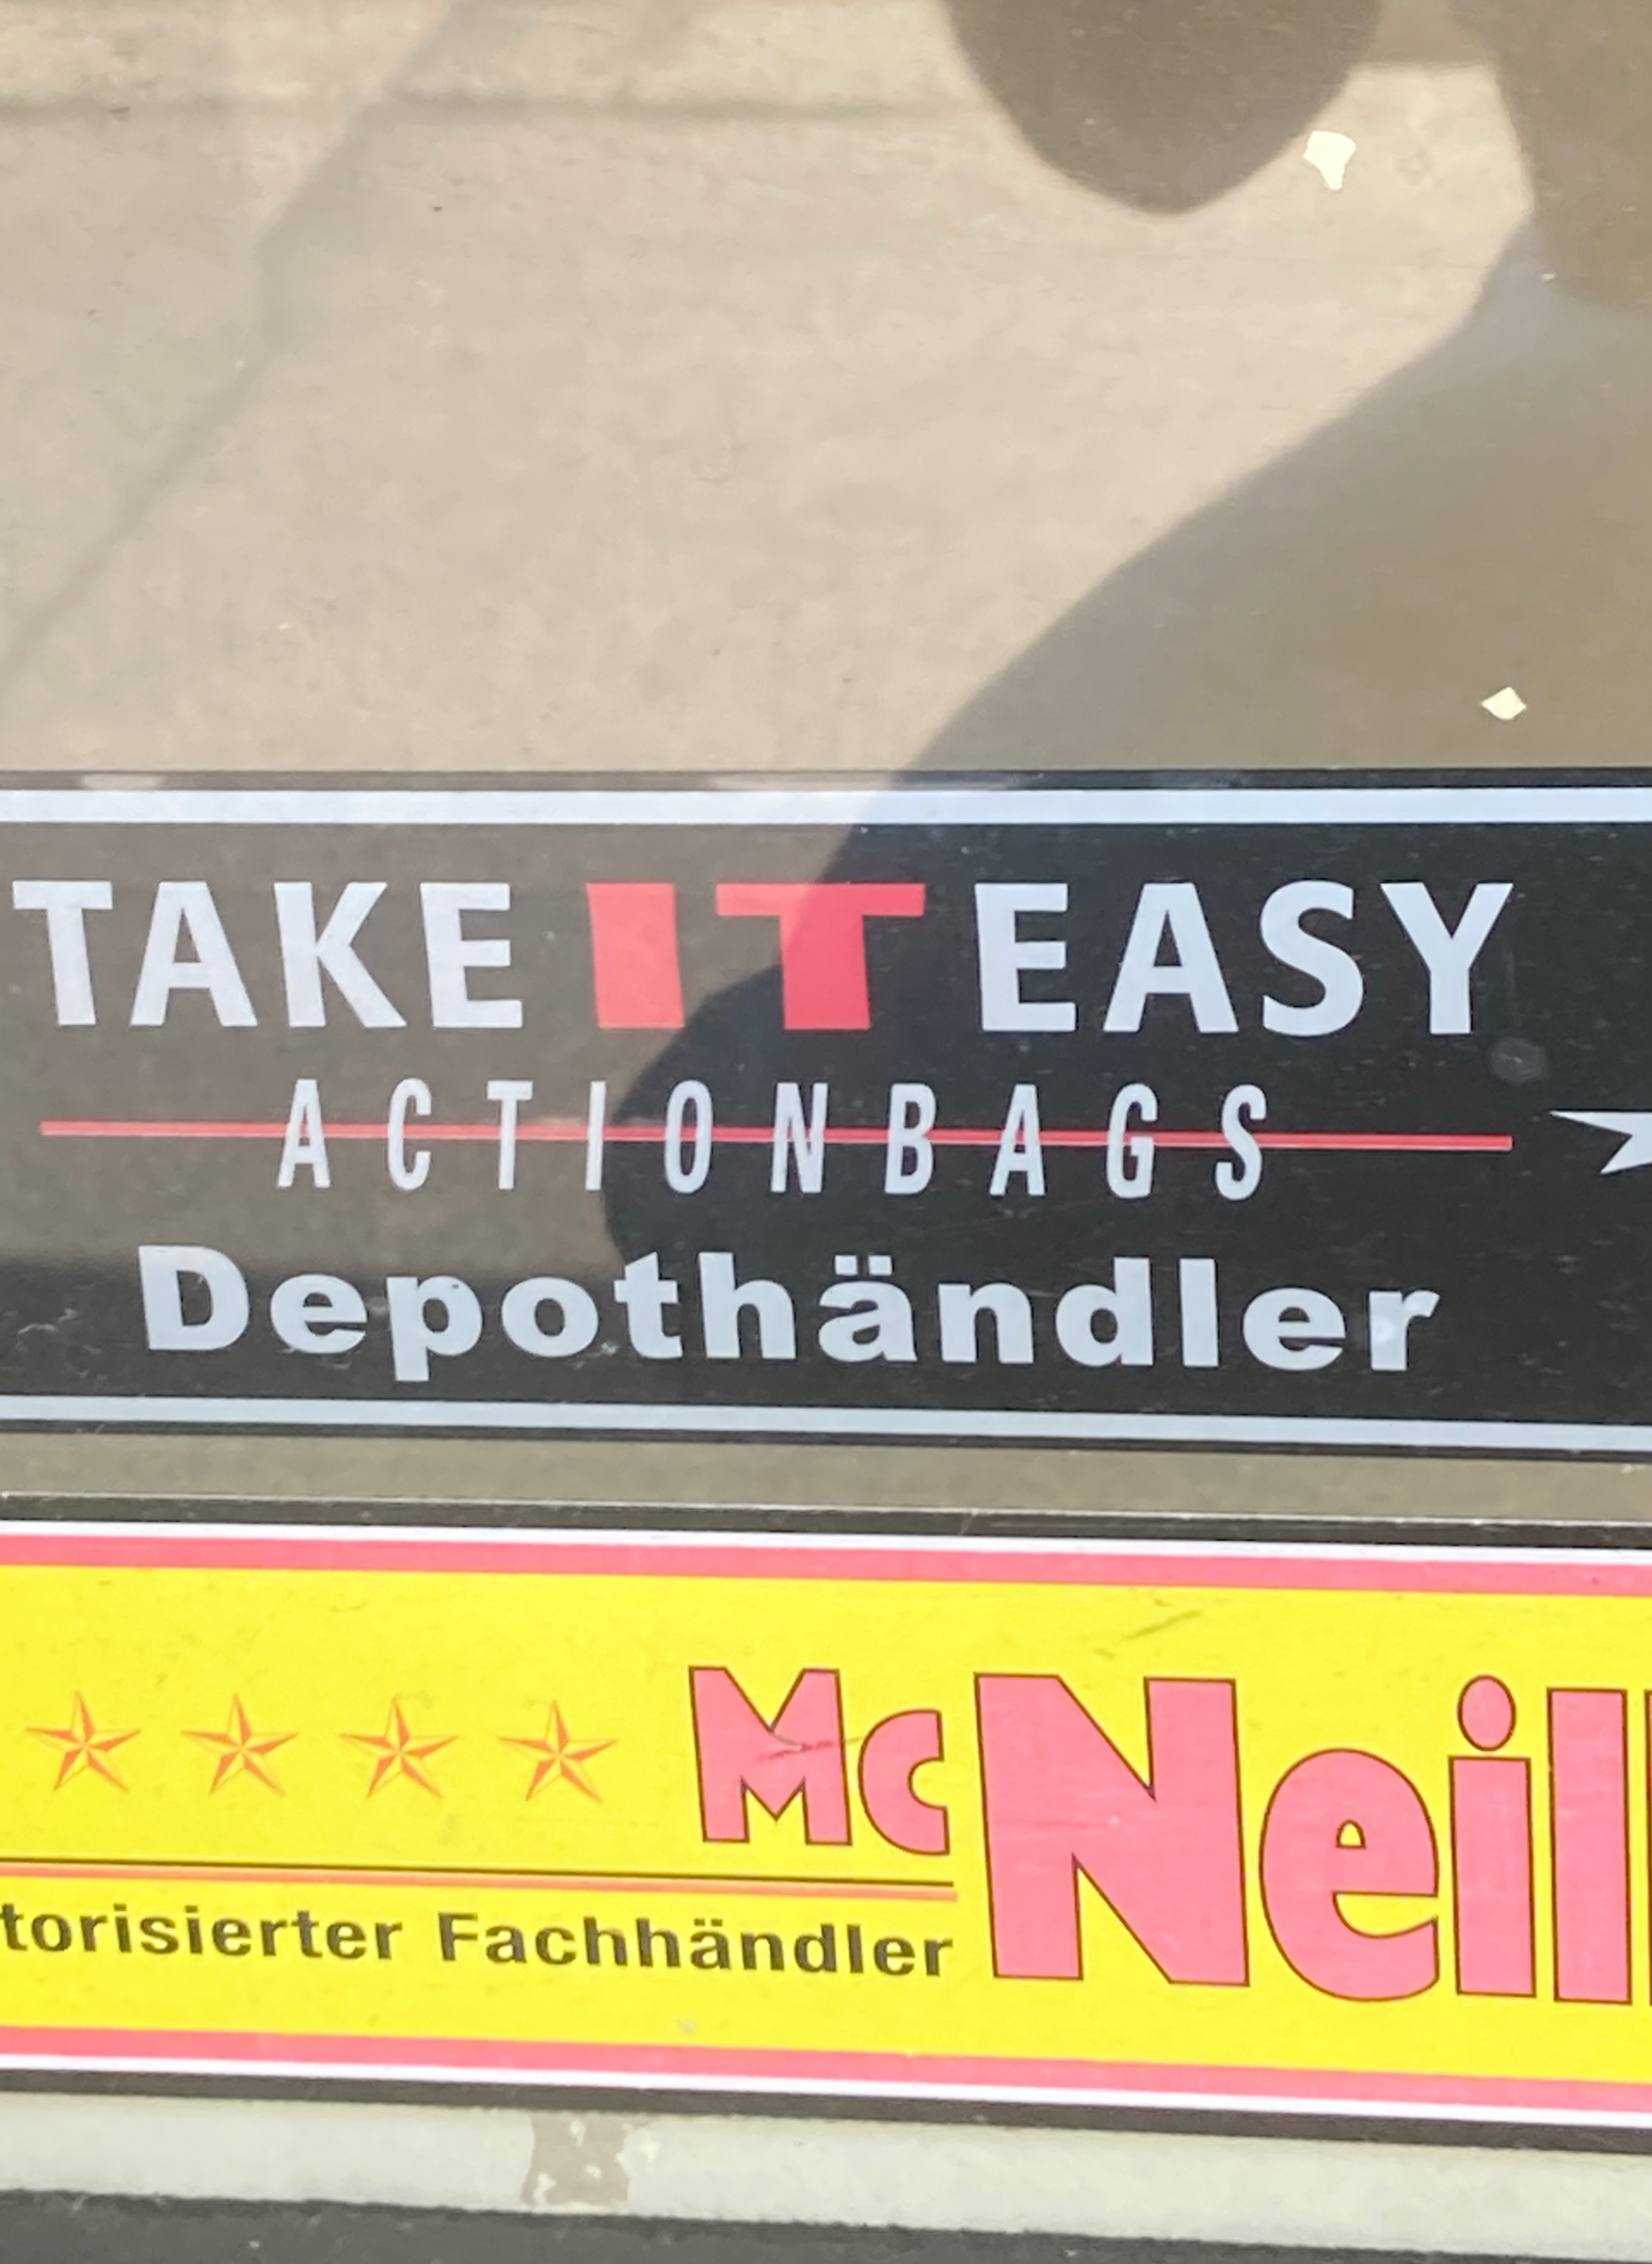 TAKE IT EASY
ACTIONBAGS
Depothändler
McNeil
torisierter Fachhändler